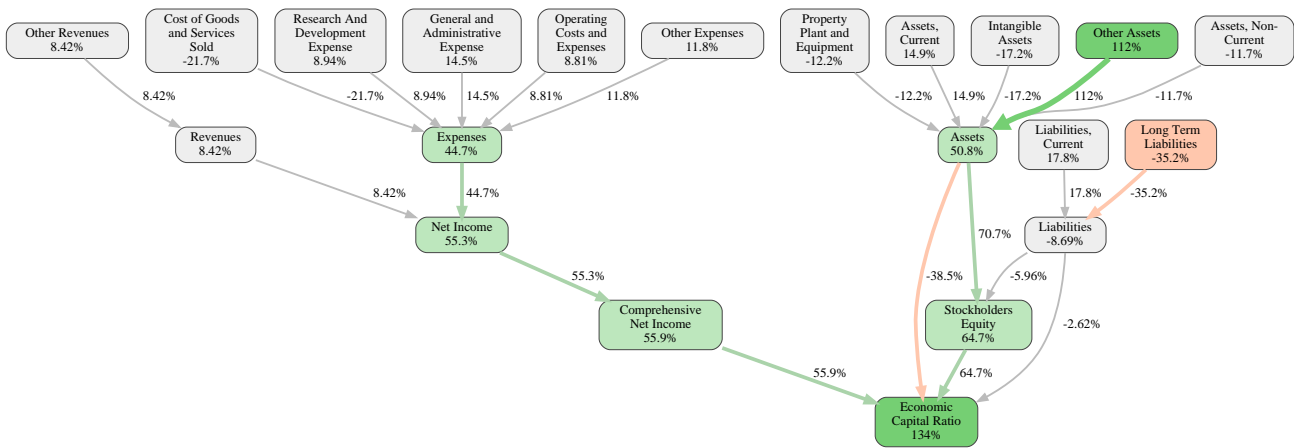 Other Revenues
8.42%
Cost of Goods
and Services
Sold
-21.7%
Research And
Development
Expense
8.94%
General and
Administrative
Expense
14.5%
Operating
Costs and
Expenses
8.81%
Other Expenses
11.8%
Property
Plant and
Equipment
-12.2%
Assets,
Current
14.9%
Intangible
Assets
-17.2%
Other Assets
112%
Assets, Non-
Current
-11.7%
8.42%
-21.7%
8.94%
14.5%
8.81%
11.8%
-12.2%
14.9%
-17.2%
112%
-11.7%
Revenues
8.42%
Expenses
44.7%
Assets
50.8%
Liabilities,
Current
17.8%
Long Term
Liabilities
-35.2%
8.42%
44.7%
17.8%
-35.2%
Net Income
55.3%
70.7%
Liabilities
-8.69%
55.3%
-38.5%
-5.96%
Comprehensive
Net Income
55.9%
Stockholders
Equity
64.7%
-2.62%
55.9%
64.7%
Economic
Capital Ratio
134%